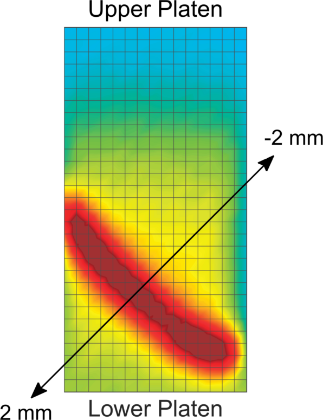 Upper Platen
-2 mm
2 mm
Lower Platen